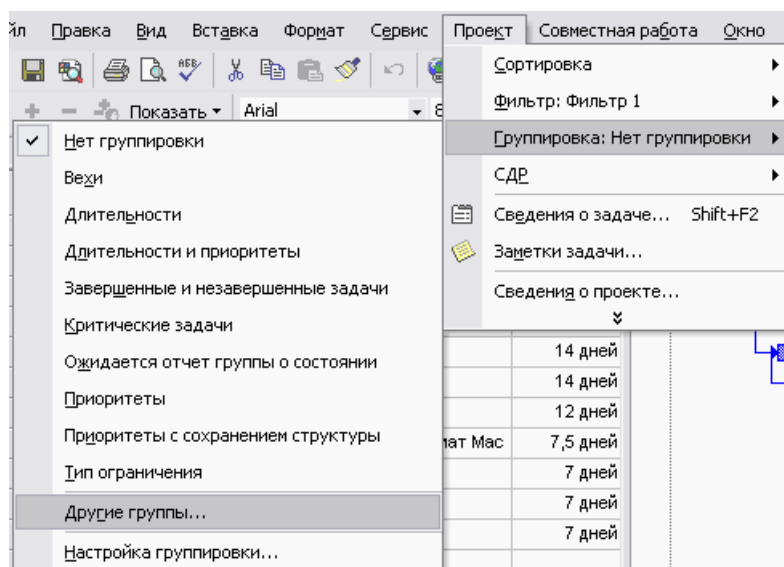 йл Правка Вид Вставка Формат Сервис Проект Совместная работа Окно
Показать Arial 8
Сортировка
Фильтр: Фильтр 1
Группировка: Нет группировки
СДР
Сведения о задаче... Shift+F2
Заметки задачи...
Сведения о проекте...
Нет группировки
Вехи
Длительности
Длительности и приоритеты
Завершенные и незавершенные задачи
Критические задачи
Ожидается отчет группы о состоянии
Приоритеты
Приоритеты с сохранением структуры
Тип ограничения
Другие группы...
Настройка группировки...
14 дней
14 дней
12 дней
мат Mac 7,5 дней
7 дней
7 дней
7 дней